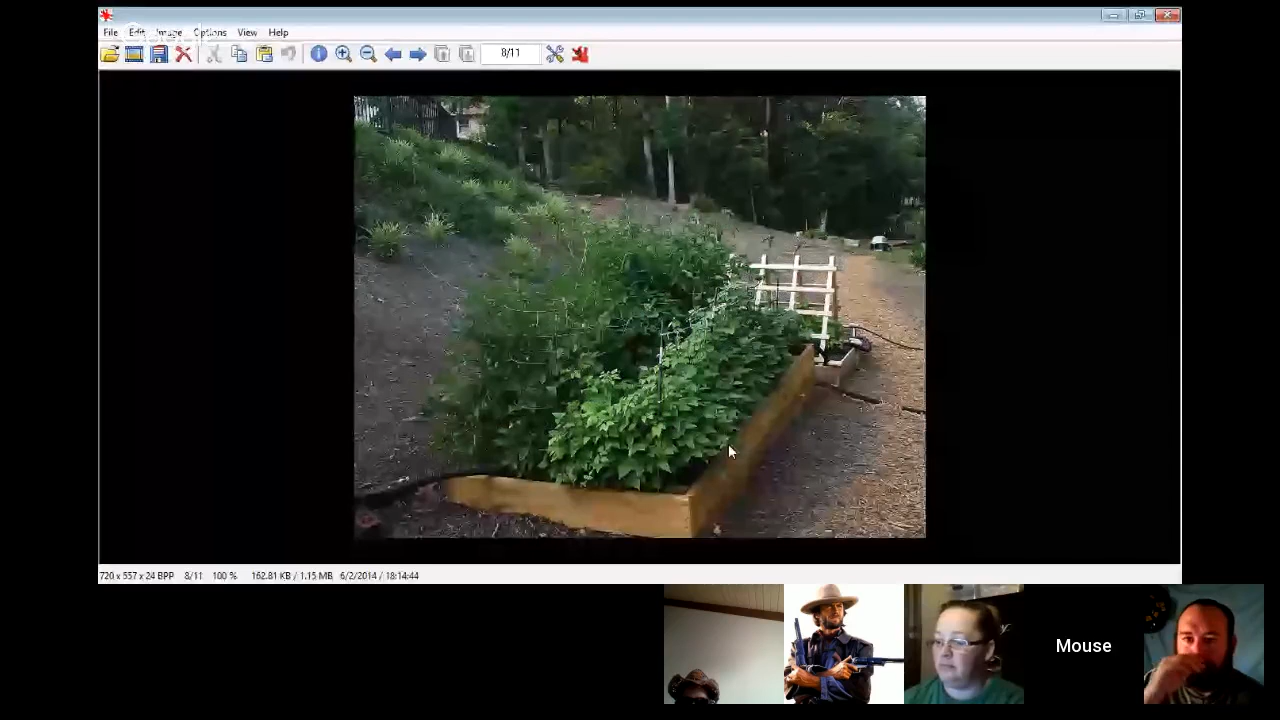 File Edit Image Options View Help
8/11
720 x 557 x 24 BPP 8/11 100 % 162.81 KB / 1.15 MB 6/2/2014 / 18:14:44
Mouse